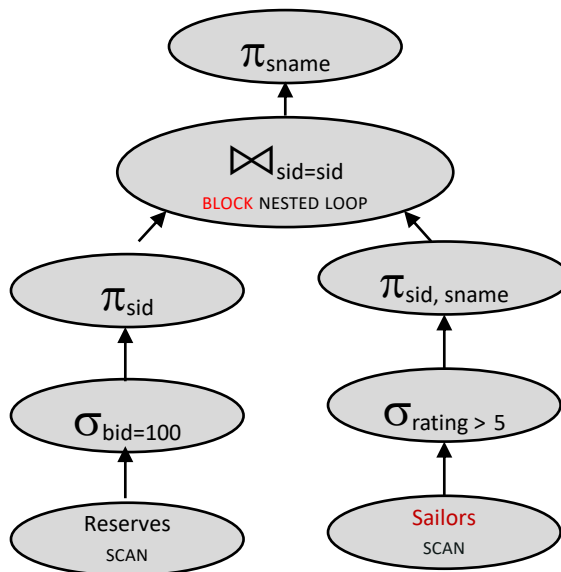 πsname
⋈sid=sid
BLOCK NESTED LOOP
πsid
πsid, sname
σbid=100
σrating > 5
Reserves
SCAN
Sailors
SCAN